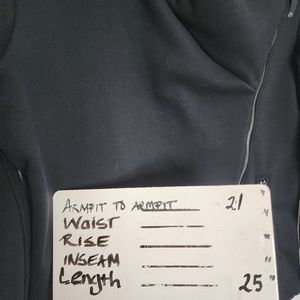 ARMPIT TO ARMPIT 21 "
WAIST "
RISE "
INSEAM "
Length 25 "